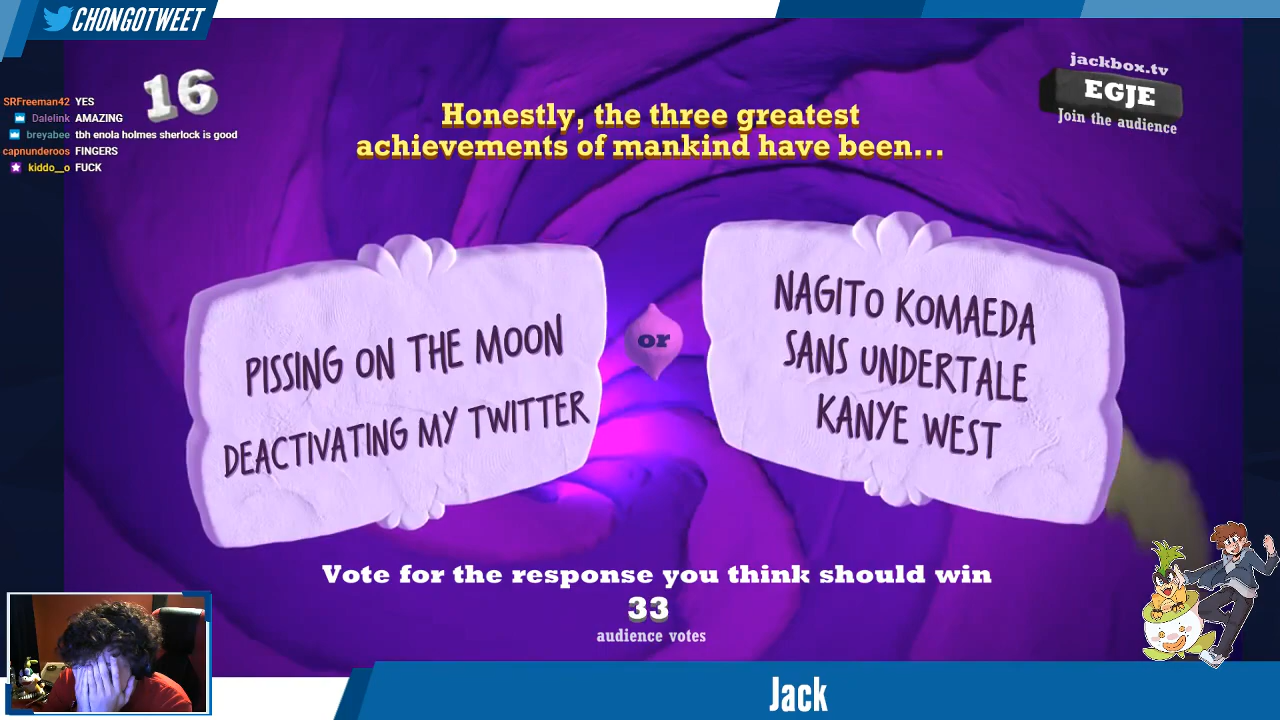 CHONGOTWEET
16
SRFreeman42 YES
Dalelink AMAZING
breyabee tbh enola holmes sherlock is good
capnunderoos FINGERS
kiddo__o FUCK
jackbox.tv
EGJE
Join the audience
Honestly, the three greatest
achievements of mankind have been...
PISSING ON THE MOON
DEACTIVATING MY TWITTER
or
NAGITO KOMAEDA
SANS UNDERTALE
KANYE WEST
Vote for the response you think should win
33
audience votes
Jack